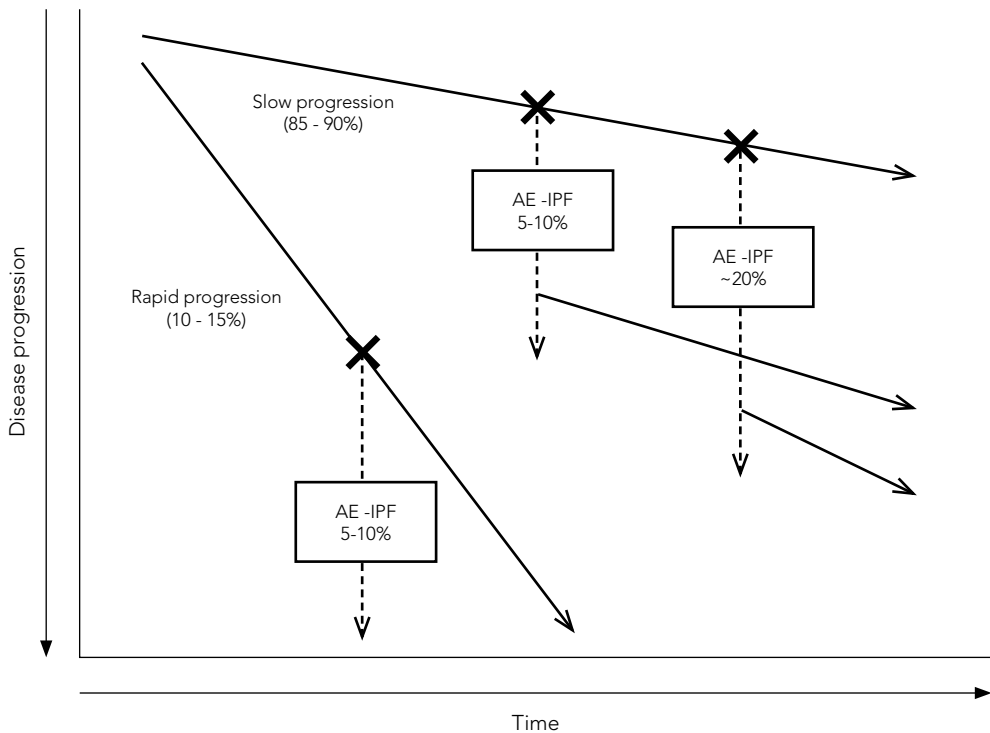 Slow progression
(85 - 90%)
AE -IPF
5-10%
AE -IPF
~20%
Rapid progression
(10 - 15%)
AE -IPF
5-10%
Disease progression
Time